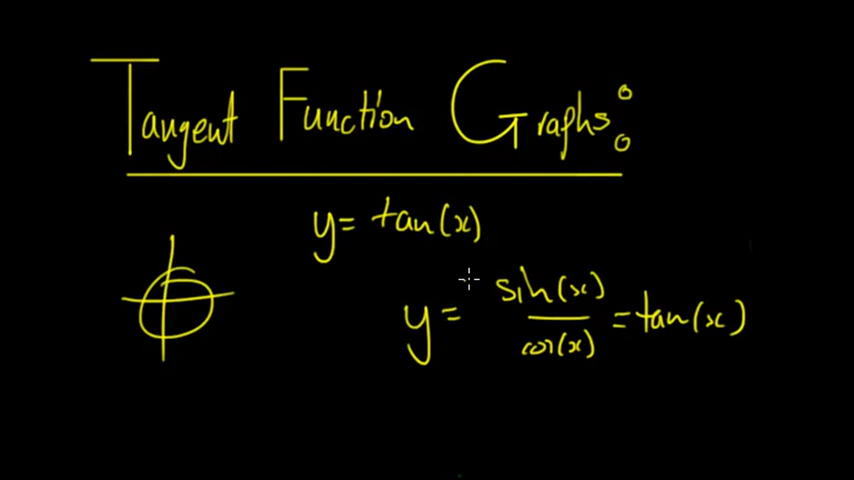 Tangent Function Graphs:
y = tan(x)
y = sin(x)/cos(x) = tan(x)